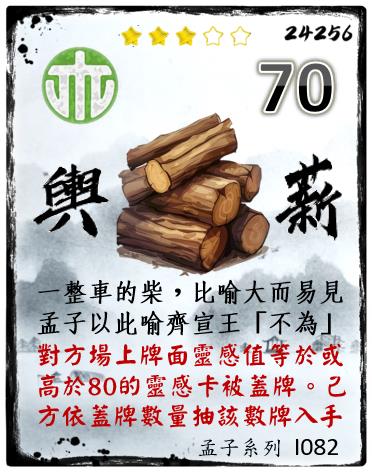 24256
木
70
輿 薪
一整車的柴，比喻大而易見
孟子以此喻齊宣王「不為」
對方場上牌面靈感值等於或
高於80的靈感卡被蓋牌。己
方依蓋牌數量抽該數牌入手
孟子系列 I082